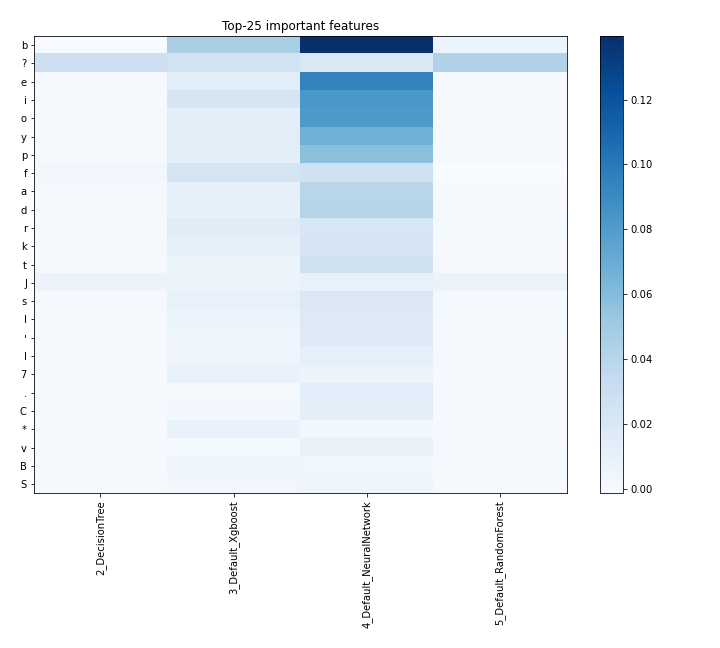 Top-25 important features
b
?
e
i
o
y
p
f
a
d
r
k
t
J
s
l
'
I
7
.
C
*
v
B
S
0.12
0.10
0.08
0.06
0.04
0.02
0.00
2_DecisionTree
3_Default_Xgboost
4_Default_NeuralNetwork
5_Default_RandomForest